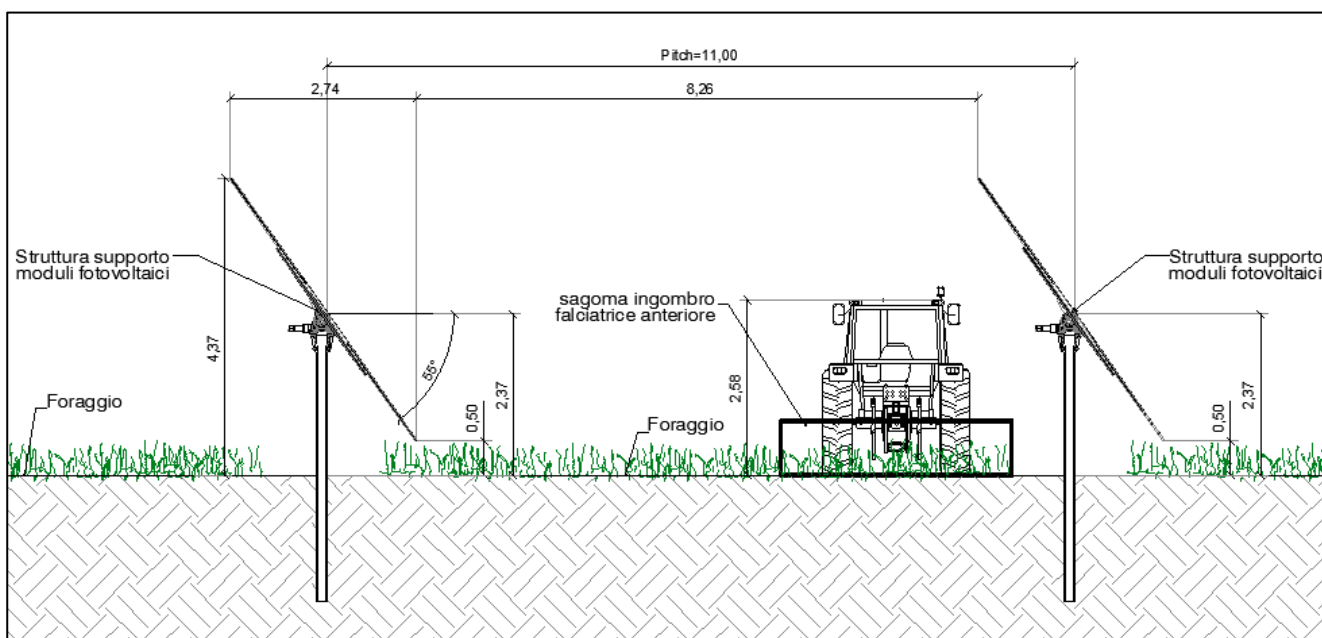 Pitch=11,00
2,74
8,26
Struttura supporto
moduli fotovoltaici
Struttura supporto
moduli fotovoltaici
sagoma ingombro
falciatrice anteriore
4,37
55°
2,37
2,58
2,37
0,50
0,50
Foraggio
Foraggio